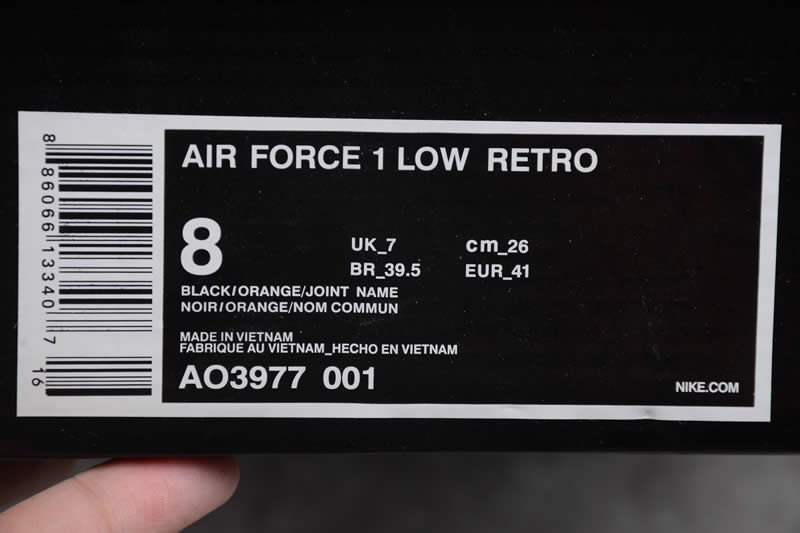 8 86066 13340 7
16
AIR FORCE 1 LOW RETRO
8
UK_7 cm_26
BR_39.5 EUR_41
BLACK/ORANGE/JOINT NAME
NOIR/ORANGE/NOM COMMUN
MADE IN VIETNAM
FABRIQUE AU VIETNAM_HECHO EN VIETNAM
AO3977 001
NIKE.COM